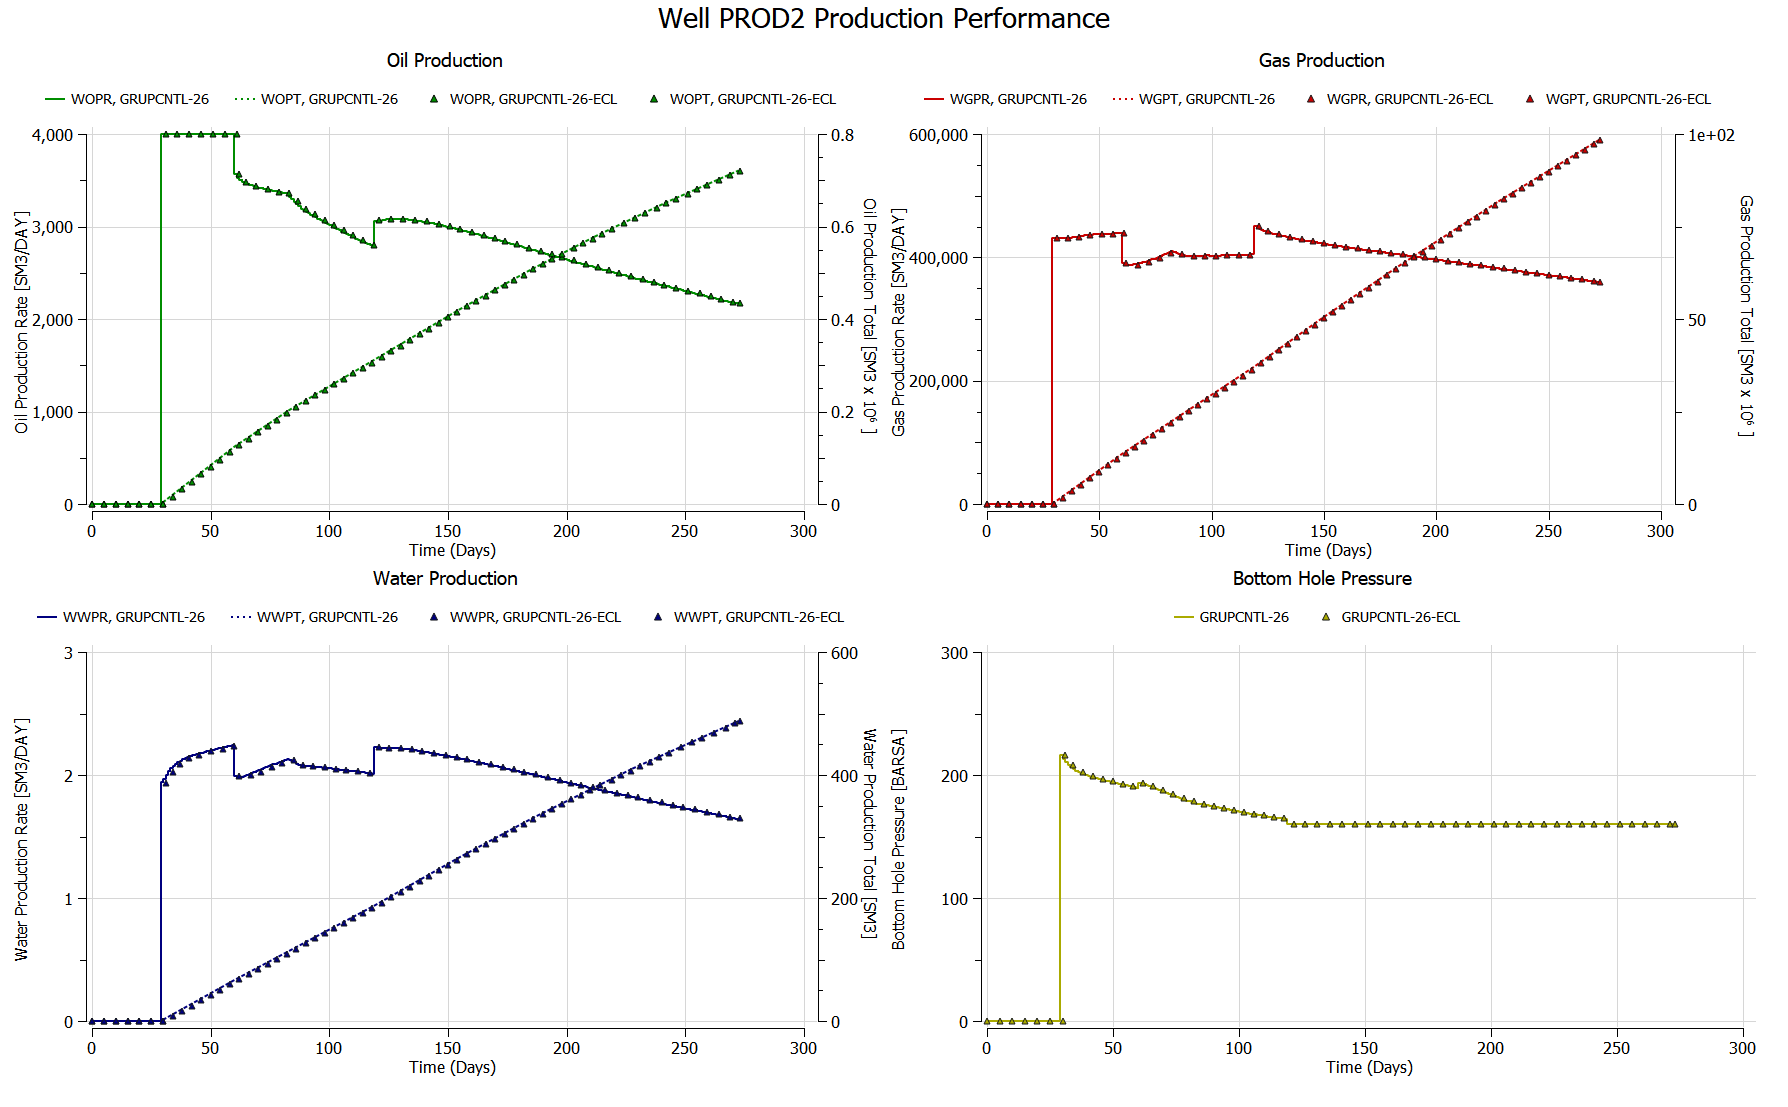 Well PROD2 Production Performance
Oil Production
WOPR, GRUPCNTL-26 WOPT, GRUPCNTL-26 WOPR, GRUPCNTL-26-ECL WOPT, GRUPCNTL-26-ECL
4,000
3,000
2,000
1,000
0
Oil Production Rate [SM3/DAY]
0.8
0.6
0.4
0.2
0
Oil Production Total [SM3 x 10⁶ ]
0 50 100 150 200 250 300
Time (Days)
Gas Production
WGPR, GRUPCNTL-26 WGPT, GRUPCNTL-26 WGPR, GRUPCNTL-26-ECL WGPT, GRUPCNTL-26-ECL
600,000
400,000
200,000
0
Gas Production Rate [SM3/DAY]
1e+02
50
0
Gas Production Total [SM3 x 10⁶ ]
0 50 100 150 200 250 300
Time (Days)
Water Production
WWPR, GRUPCNTL-26 WWPT, GRUPCNTL-26 WWPR, GRUPCNTL-26-ECL WWPT, GRUPCNTL-26-ECL
3
2
1
0
Water Production Rate [SM3/DAY]
600
400
200
0
Water Production Total [SM3]
0 50 100 150 200 250 300
Time (Days)
Bottom Hole Pressure
GRUPCNTL-26 GRUPCNTL-26-ECL
300
200
100
0
Bottom Hole Pressure [BARSA]
0 50 100 150 200 250 300
Time (Days)